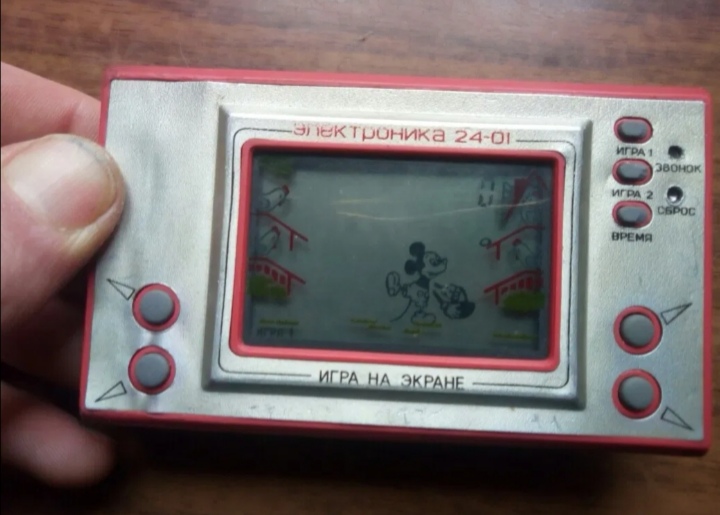 электроника 24-01
ИГРА 1
ЗВОНОК
ИГРА 2
СБРОС
ВРЕМЯ
ИГРА НА ЭКРАНЕ